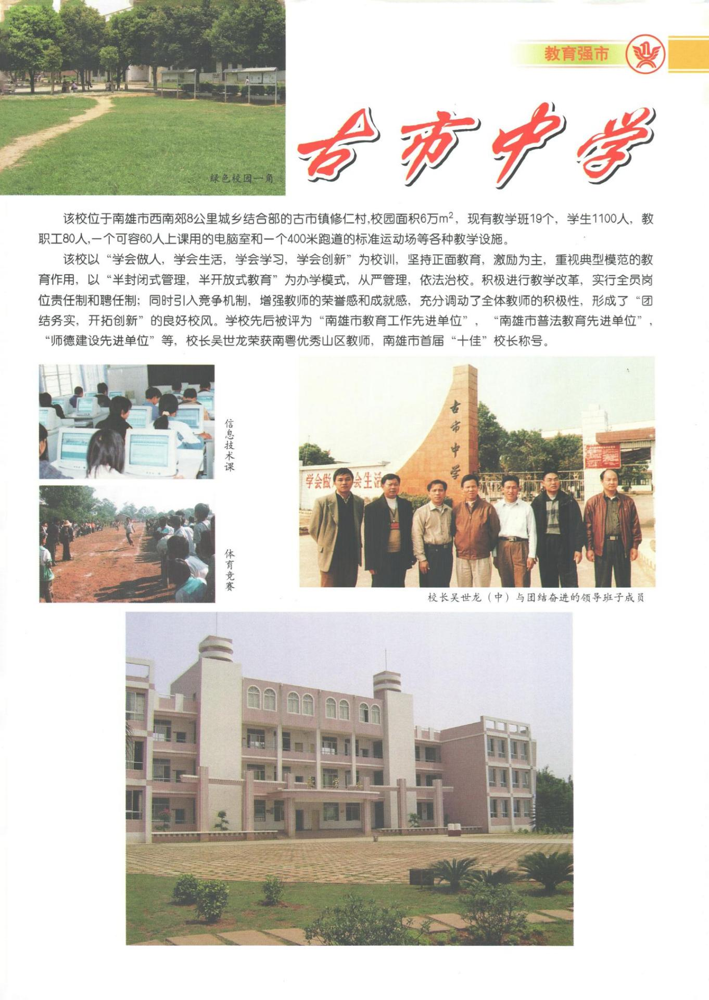 教育强市
古市中学
绿色校园一角
该校位于南雄市西南郊8公里城乡结合部的古市镇修仁村,校园面积6万m²，现有教学班19个，学生1100人，教
职工80人,一个可容60人上课用的电脑室和一个400米跑道的标准运动场等各种教学设施。
该校以“学会做人，学会生活，学会学习，学会创新”为校训，坚持正面教育，激励为主，重视典型模范的教
育作用，以“半封闭式管理，半开放式教育”为办学模式，从严管理，依法治校。积极进行教学改革，实行全员岗
位责任制和聘任制；同时引入竞争机制，增强教师的荣誉感和成就感，充分调动了全体教师的积极性，形成了“团
结务实，开拓创新”的良好校风。学校先后被评为“南雄市教育工作先进单位”，“南雄市普法教育先进单位”，
“师德建设先进单位”等，校长吴世龙荣获南粤优秀山区教师，南雄市首届“十佳”校长称号。
信息技术课
古市中学
学会做
会生活
体育竞赛
校长吴世龙（中）与团结奋进的领导班子成员